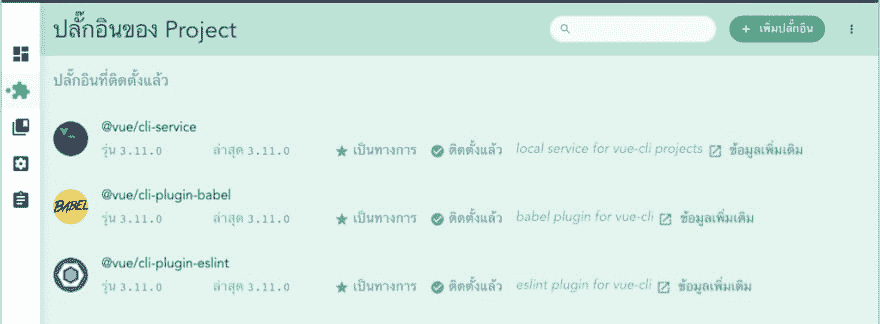 ปลั๊กอินของ Project
เพิ่มปลั๊กอิน
ปลั๊กอินที่ติดตั้งแล้ว
@vue/cli-service
รุ่น 3.11.0 ล่าสุด 3.11.0 เป็นทางการ ติดตั้งแล้ว local service for vue-cli projects ข้อมูลเพิ่มเติม
BABEL
@vue/cli-plugin-babel
รุ่น 3.11.0 ล่าสุด 3.11.0 เป็นทางการ ติดตั้งแล้ว babel plugin for vue-cli ข้อมูลเพิ่มเติม
@vue/cli-plugin-eslint
รุ่น 3.11.0 ล่าสุด 3.11.0 เป็นทางการ ติดตั้งแล้ว eslint plugin for vue-cli ข้อมูลเพิ่มเติม